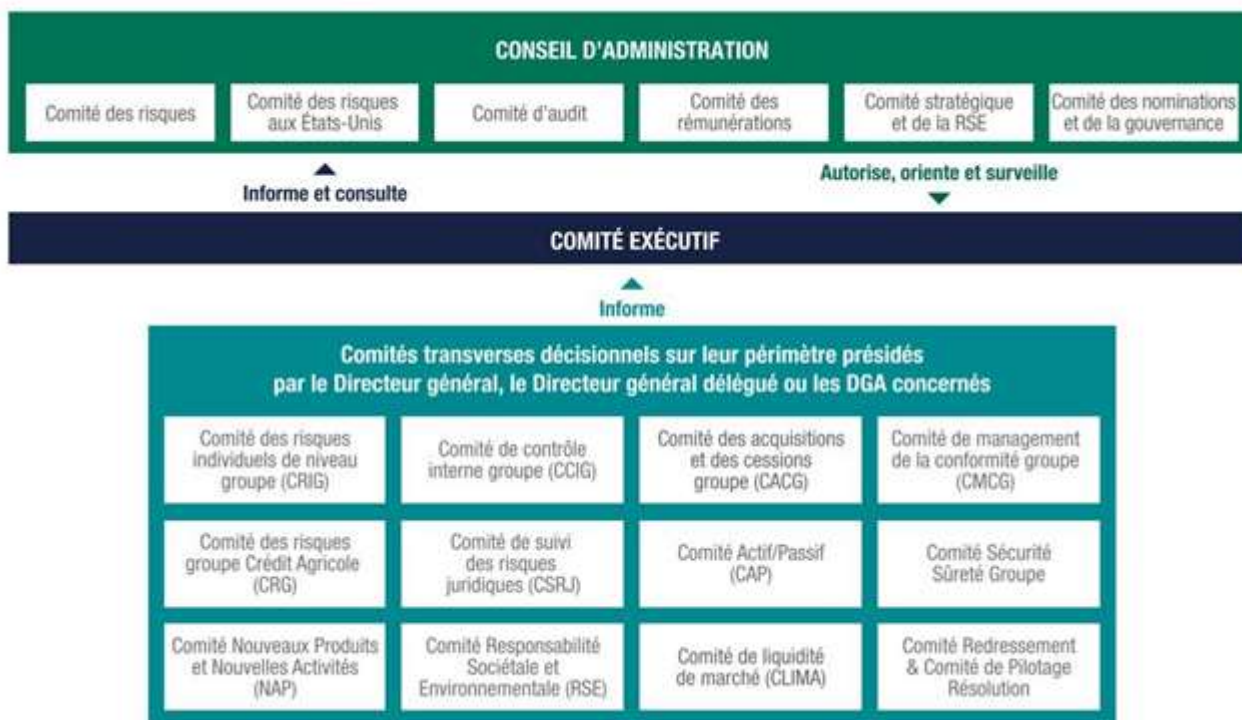 CONSEIL D'ADMINISTRATION
Comité des risques
Comité des risques
aux États-Unis
Comité d'audit
Comité des
rémunérations
Comité stratégique
et de la RSE
Comité des nominations
et de la gouvernance
Informe et consulte
Autorise, oriente et surveille
COMITÉ EXÉCUTIF
Informe
Comités transverses décisionnels sur leur périmètre présidés
par le Directeur général, le Directeur général délégué ou les DGA concernés
Comité des risques
individuels de niveau
groupe (CRIG)
Comité de contrôle
interne groupe (CCIG)
Comité des acquisitions
et des cessions
groupe (CACG)
Comité de management
de la conformité groupe
(CMCG)
Comité des risques
groupe Crédit Agricole
(CRG)
Comité de suivi
des risques
juridiques (CSRJ)
Comité Actif/Passif
(CAP)
Comité Sécurité
Sûreté Groupe
Comité Nouveaux Produits
et Nouvelles Activités
(NAP)
Comité Responsabilité
Sociétale et
Environnementale (RSE)
Comité de liquidité
de marché (CLIMA)
Comité Redressement
& Comité de Pilotage
Résolution